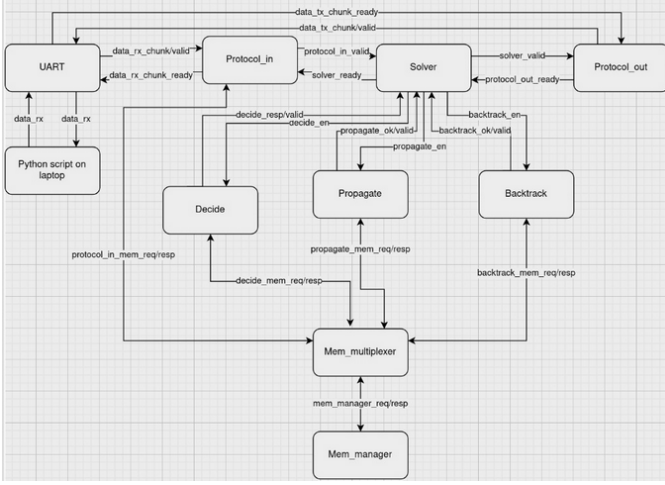 data_tx_chunk_ready
data_tx_chunk/valid
UART
data_rx_chunk/valid
data_rx_chunk_ready
Protocol_in
protocol_in_valid
solver_ready
Solver
solver_valid
protocol_out_ready
Protocol_out
data_rx
data_rx
decide_resp/valid
decide_en
propagate_ok/valid
propagate_en
backtrack_en
backtrack_ok/valid
Python script on
laptop
Decide
Propagate
Backtrack
protocol_in_mem_req/resp
propagate_mem_req/resp
decide_mem_req/resp
backtrack_mem_req/resp
Mem_multiplexer
mem_manager_req/resp
Mem_manager